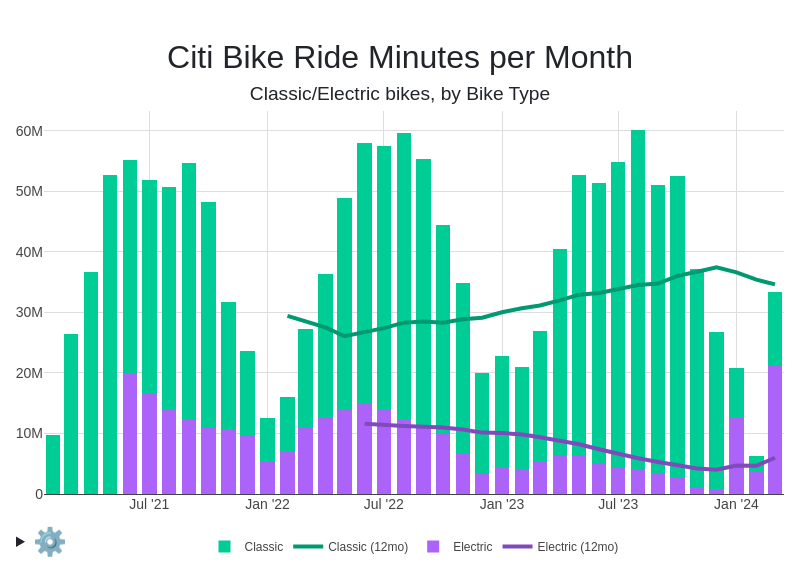 Citi Bike Ride Minutes per Month
Classic/Electric bikes, by Bike Type
60M
50M
40M
30M
20M
10M
0
Jul '21 Jan '22 Jul '22 Jan '23 Jul '23 Jan '24
Classic Classic (12mo) Electric Electric (12mo)